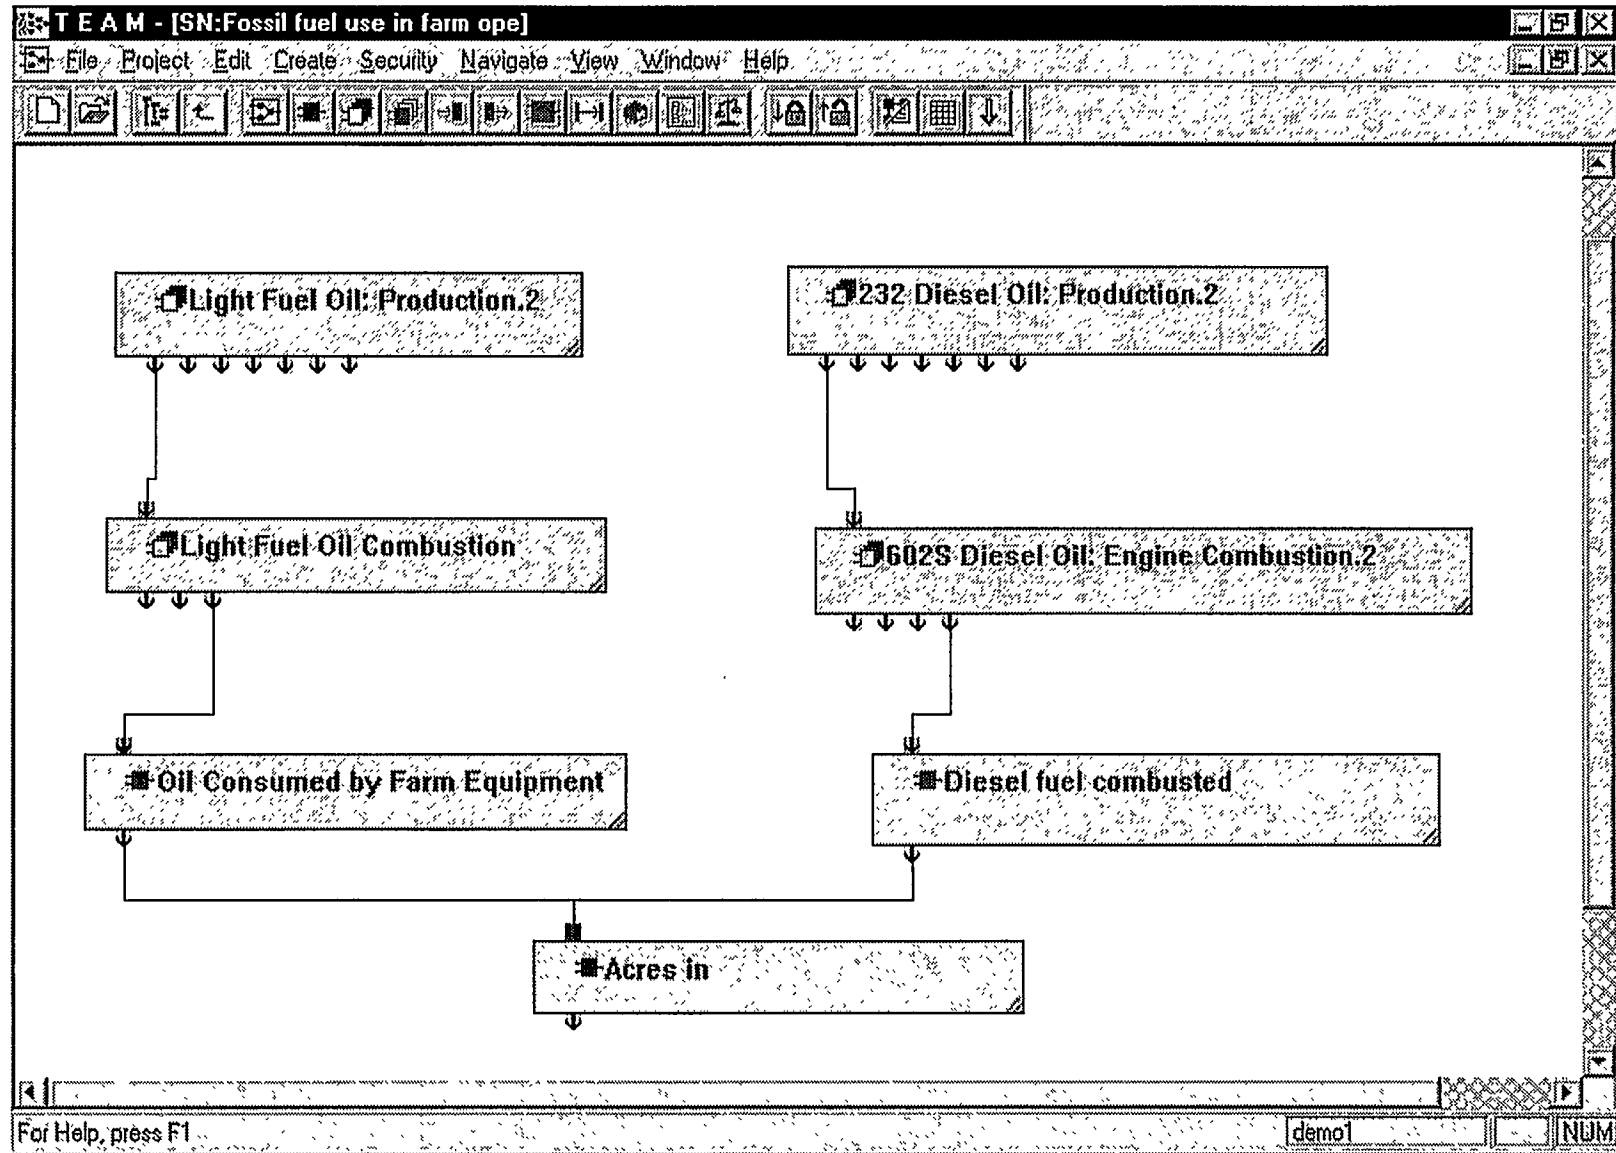 T E A M - [SN:Fossil fuel use in farm ope]
File Project Edit Create Security Navigate View Window Help
Light Fuel Oil: Production.2
232 Diesel Oil: Production.2
Light Fuel Oil Combustion
602S Diesel Oil: Engine Combustion.2
Oil Consumed by Farm Equipment
Diesel fuel combusted
Acres in
For Help, press F1
demo1
NUM